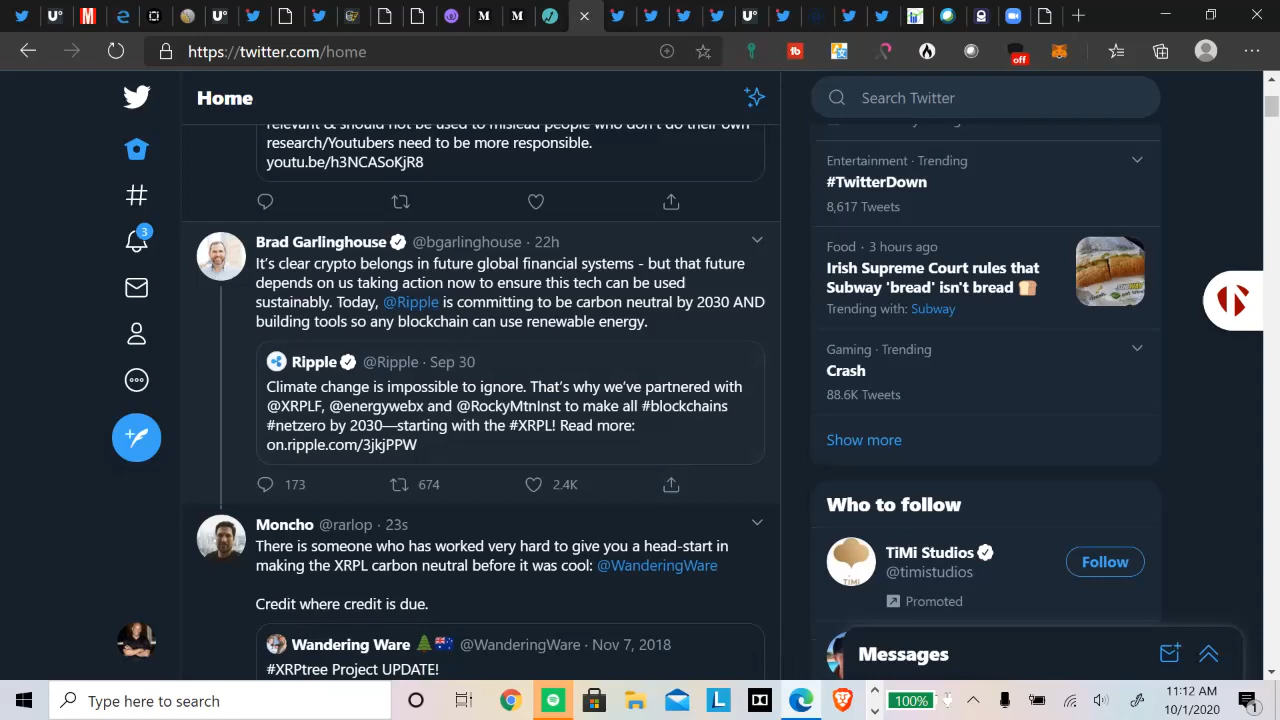 https://twitter.com/home
off
Home
relevant & should not be used to mislead people who don't do their own
research/Youtubers need to be more responsible.
youtu.be/h3NCASoKjR8
3
Brad Garlinghouse @bgarlinghouse · 22h
It's clear crypto belongs in future global financial systems - but that future
depends on us taking action now to ensure this tech can be used
sustainably. Today, @Ripple is committing to be carbon neutral by 2030 AND
building tools so any blockchain can use renewable energy.
Ripple @Ripple · Sep 30
Climate change is impossible to ignore. That's why we've partnered with
@XRPLF, @energywebx and @RockyMtnInst to make all #blockchains
#netzero by 2030—starting with the #XRPL! Read more:
on.ripple.com/3jkjPPW
173 674 2.4K
Moncho @rarlop · 23s
There is someone who has worked very hard to give you a head-start in
making the XRPL carbon neutral before it was cool: @WanderingWare
Credit where credit is due.
Wandering Ware @WanderingWare · Nov 7, 2018
#XRPtree Project UPDATE!
Search Twitter
Entertainment · Trending
#TwitterDown
8,617 Tweets
Food · 3 hours ago
Irish Supreme Court rules that
Subway 'bread' isn't bread
Trending with: Subway
Gaming · Trending
Crash
88.6K Tweets
Show more
Who to follow
TiMi Studios
@timistudios
Follow
Promoted
Messages
Type here to search
100%
11:12 AM
10/1/2020
1